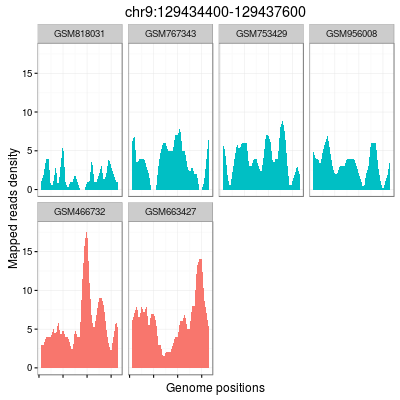 chr9:129434400-129437600
GSM818031 GSM767343 GSM753429 GSM956008
15
10
5
0
GSM466732 GSM663427
15
10
5
0
Mapped reads density
Genome positions